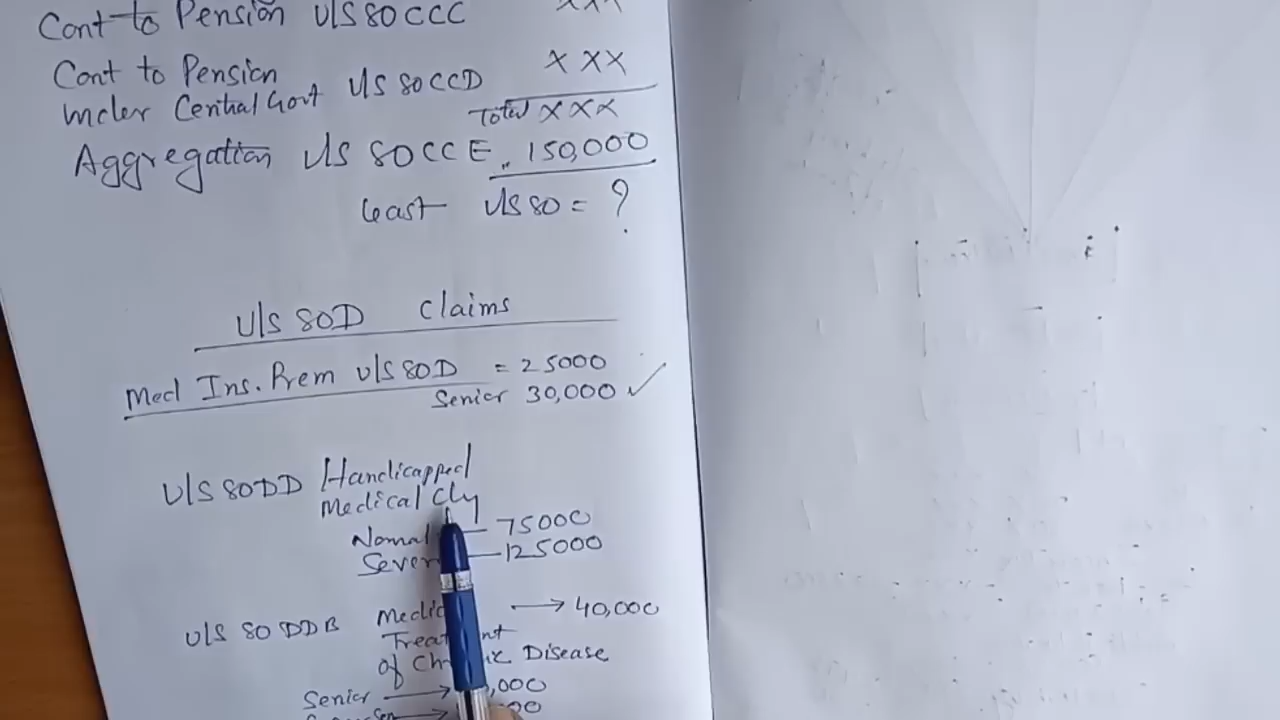 Cont to Pension U/S 80CCC
Cont to Pension
under Central Govt U/S 80CCD XXX
Total XXX
Aggregation U/S 80CCE 150,000
Least U/S 80 = ?
U/S 80D Claims
Med Ins. Prem U/S 80D = 25000
Senior 30,000 ✓
U/S 80DD Handicapped
Medical
Nomal — 75000
— 125000
U/S 80DDB → 40,000
of Disease
Senior →